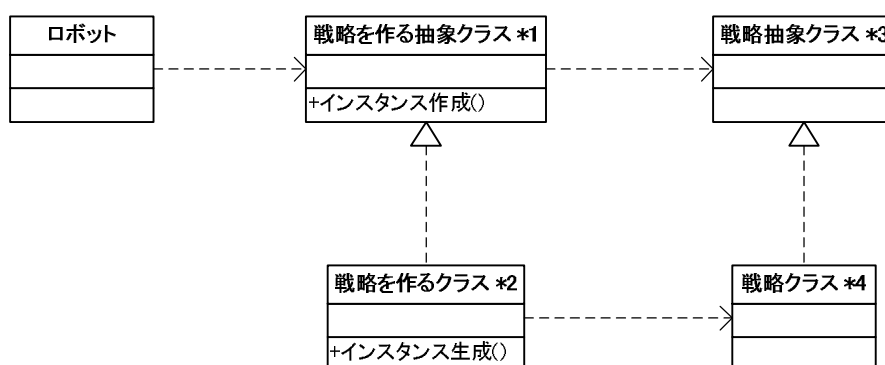 ロボット
戦略を作る抽象クラス *1
戦略抽象クラス *3
+インスタンス作成()
戦略を作るクラス *2
戦略クラス *4
+インスタンス生成()